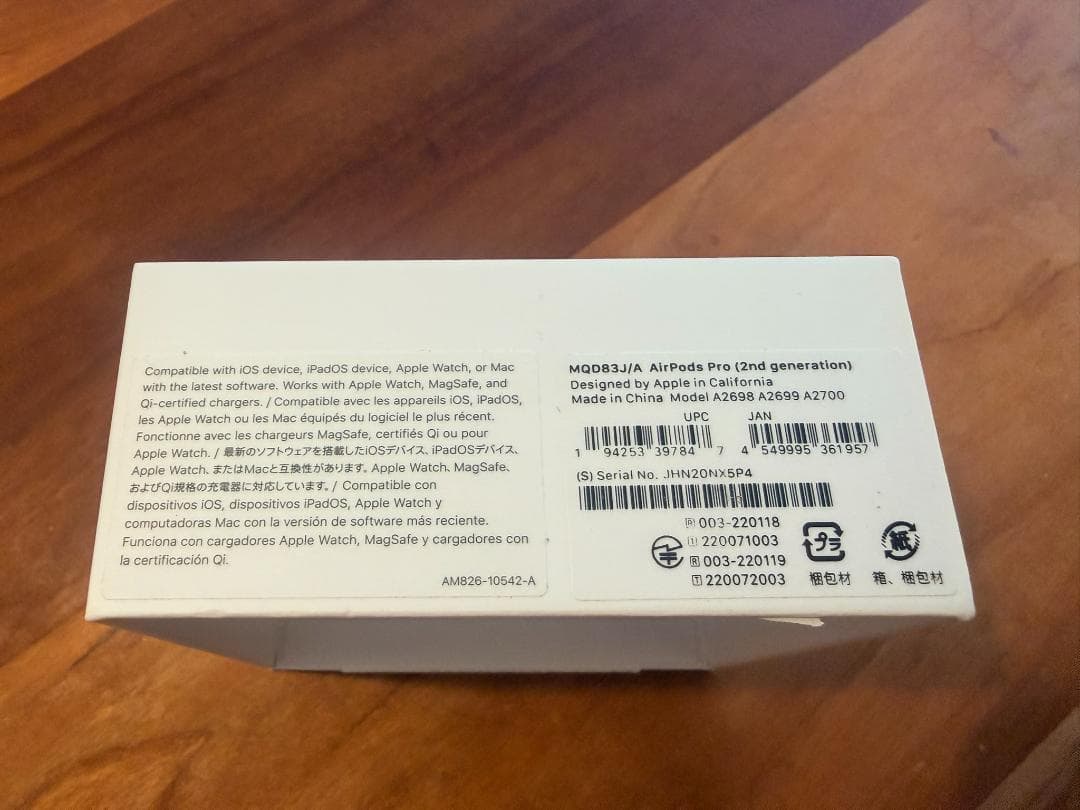 Compatible with iOS device, iPadOS device, Apple Watch, or Mac
with the latest software. Works with Apple Watch, MagSafe, and
Qi-certified chargers. / Compatible avec les appareils iOS, iPadOS,
les Apple Watch ou les Mac équipés du logiciel le plus récent.
Fonctionne avec les chargeurs MagSafe, certifiés Qi ou pour
Apple Watch. / 最新のソフトウェアを搭載したiOSデバイス、iPadOSデバイス、
Apple Watch、またはMacと互換性があります。Apple Watch、MagSafe、
およびQi規格の充電器に対応しています。/ Compatible con
dispositivos iOS, dispositivos iPadOS, Apple Watch y
computadoras Mac con la versión de software más reciente.
Funciona con cargadores Apple Watch, MagSafe y cargadores con
la certificación Qi.
AM826-10542-A
MQD83J/A AirPods Pro (2nd generation)
Designed by Apple in California
Made in China Model A2698 A2699 A2700
UPC JAN
1 94253 39784 7 4 549995 361957
(S) Serial No. JHN20NX5P4
R 003-220118
T 220071003
R 003-220119
T 220072003
プラ
紙
梱包材 箱、梱包材